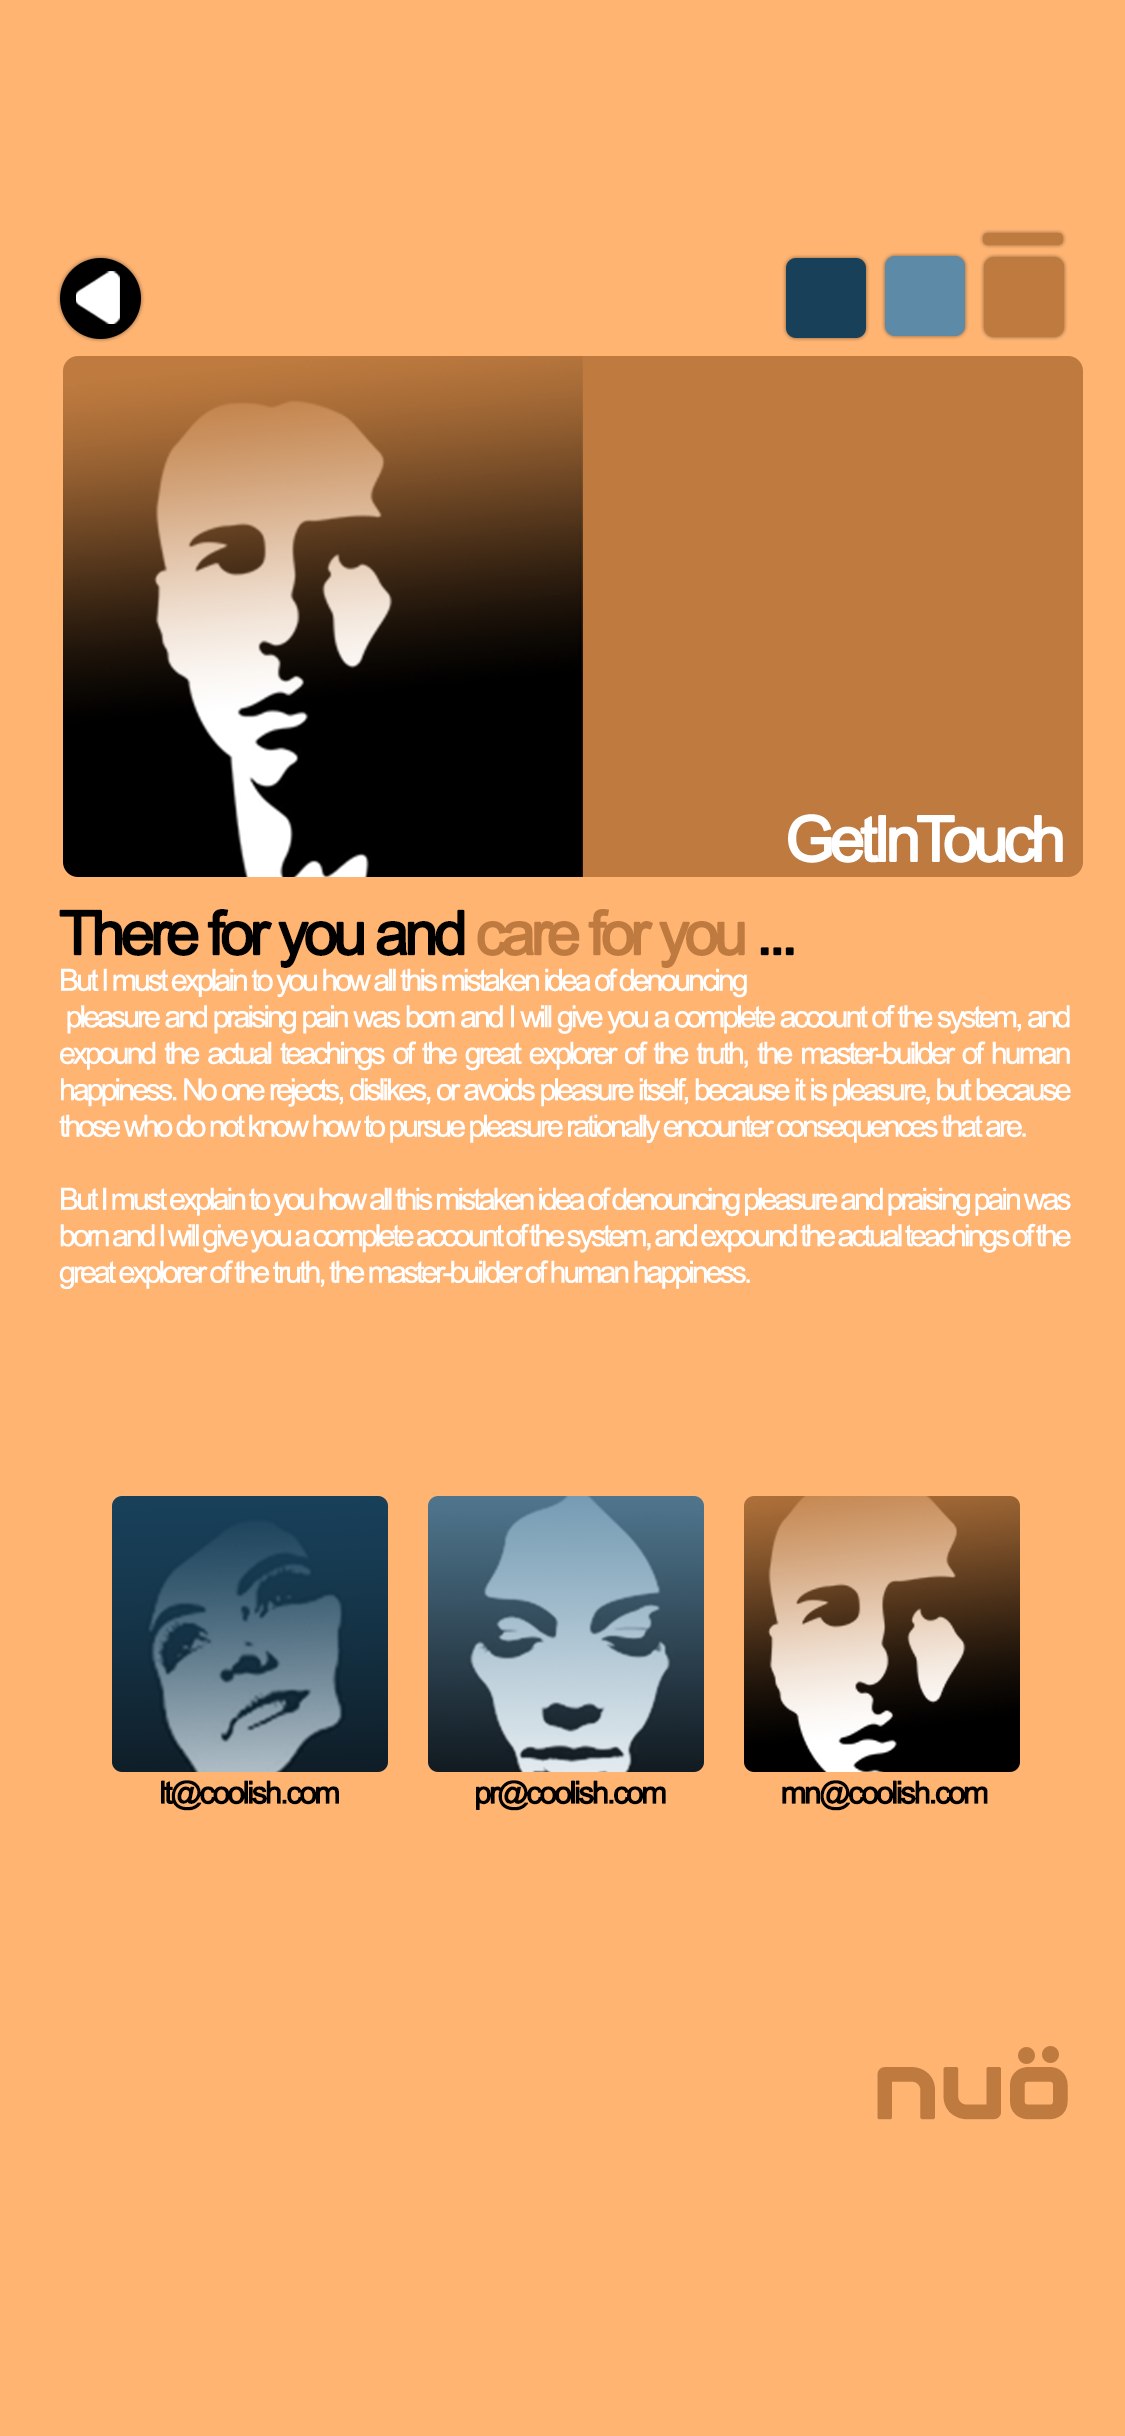 GetInTouch
There for you and care for you ...
But I must explain to you how all this mistaken idea of denouncing
pleasure and praising pain was born and I will give you a complete account of the system, and
expound the actual teachings of the great explorer of the truth, the master-builder of human
happiness. No one rejects, dislikes, or avoids pleasure itself, because it is pleasure, but because
those who do not know how to pursue pleasure rationally encounter consequences that are.
But I must explain to you how all this mistaken idea of denouncing pleasure and praising pain was
born and I will give you a complete account of the system, and expound the actual teachings of the
great explorer of the truth, the master-builder of human happiness.
lt@coolish.com
pr@coolish.com
mn@coolish.com
nuö